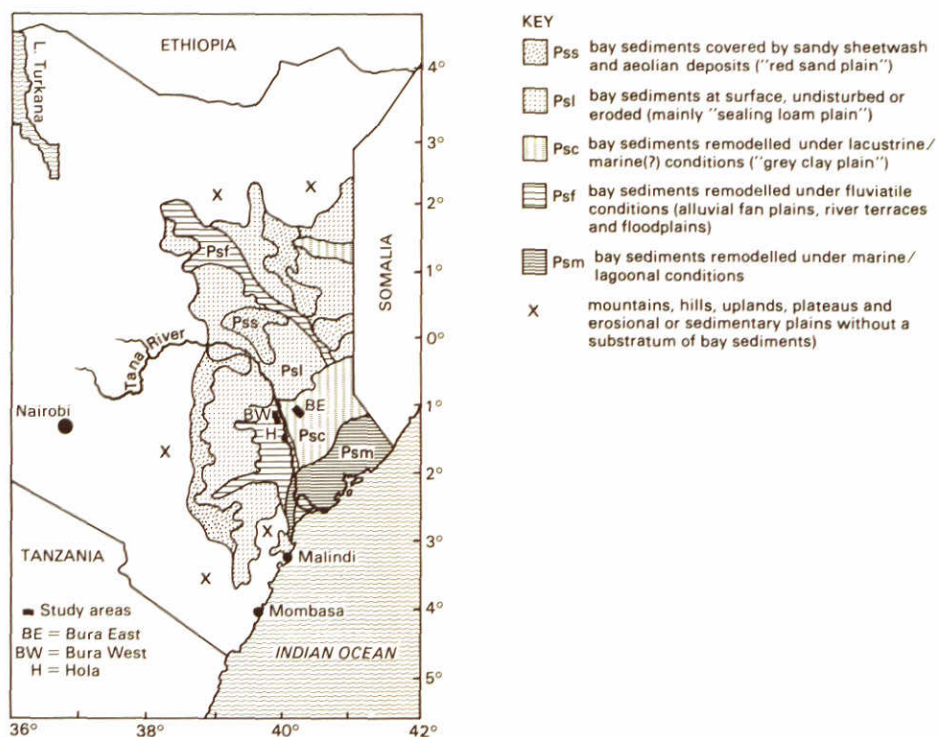 ETHIOPIA
L. Turkana
4°
3°
2°
1°
0°
1°
2°
3°
4°
5°
SOMALIA
Psf
Pss
Tana River
Psl
Nairobi
BW
BE
H
Psc
Psm
TANZANIA
Malindi
Mombasa
INDIAN OCEAN
Study areas
BE = Bura East
BW = Bura West
H = Hola
36°
38°
40°
42°
x
x
x
x
x
KEY
Pss bay sediments covered by sandy sheetwash
and aeolian deposits ("red sand plain")
Psl bay sediments at surface, undisturbed or
eroded (mainly "sealing loam plain")
Psc bay sediments remodelled under lacustrine/
marine(?) conditions ("grey clay plain")
Psf bay sediments remodelled under fluviatile
conditions (alluvial fan plains, river terraces
and floodplains)
Psm bay sediments remodelled under marine/
lagoonal conditions
x mountains, hills, uplands, plateaus and
erosional or sedimentary plains without a
substratum of bay sediments)